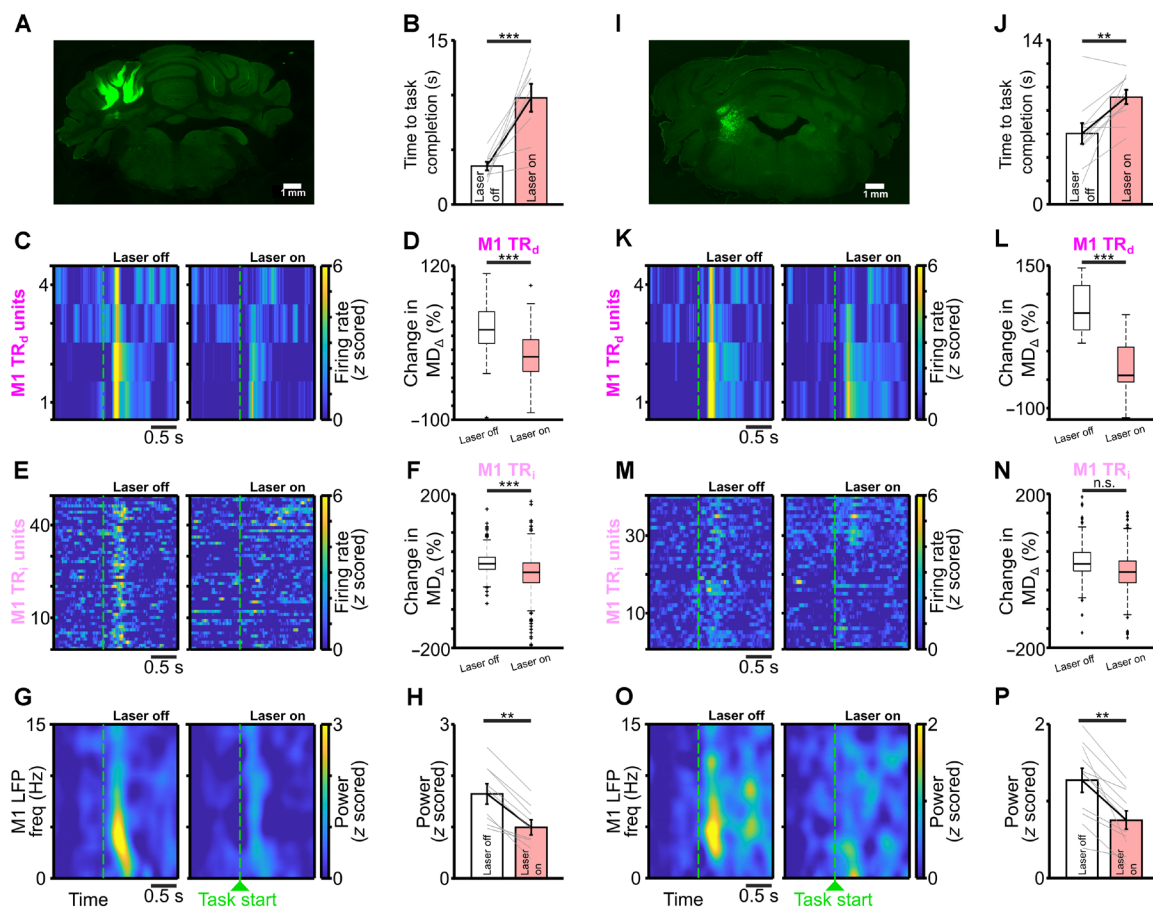 A
1 mm
B
***
15
0
Time to task
completion (s)
Laser
off
Laser on
I
1 mm
J
**
14
0
Time to task
completion (s)
Laser
off
Laser on
C
Laser off
Laser on
M1 TRd units
4
1
0.5 s
6
0
Firing rate
(z scored)
D
M1 TRd
***
120
−100
Change in
MDΔ (%)
Laser off
Laser on
K
Laser off
Laser on
M1 TRd units
4
1
0.5 s
6
0
Firing rate
(z scored)
L
M1 TRd
***
150
−100
Change in
MDΔ (%)
Laser off
Laser on
E
Laser off
Laser on
M1 TRi units
40
10
0.5 s
6
0
Firing rate
(z scored)
F
M1 TRi
***
200
−200
Change in
MDΔ (%)
Laser off
Laser on
M
Laser off
Laser on
M1 TRi units
30
10
0.5 s
6
0
Firing rate
(z scored)
N
M1 TRi
n.s.
200
−200
Change in
MDΔ (%)
Laser off
Laser on
G
Laser off
Laser on
15
0
M1 LFP
freq (Hz)
Time
0.5 s
Task start
3
0
Power
(z scored)
H
**
3
0
Power
(z scored)
Laser off
Laser
on
O
Laser off
Laser on
15
0
M1 LFP
freq (Hz)
Time
0.5 s
Task start
2
0
Power
(z scored)
P
**
2
0
Power
(z scored)
Laser off
Laser
on